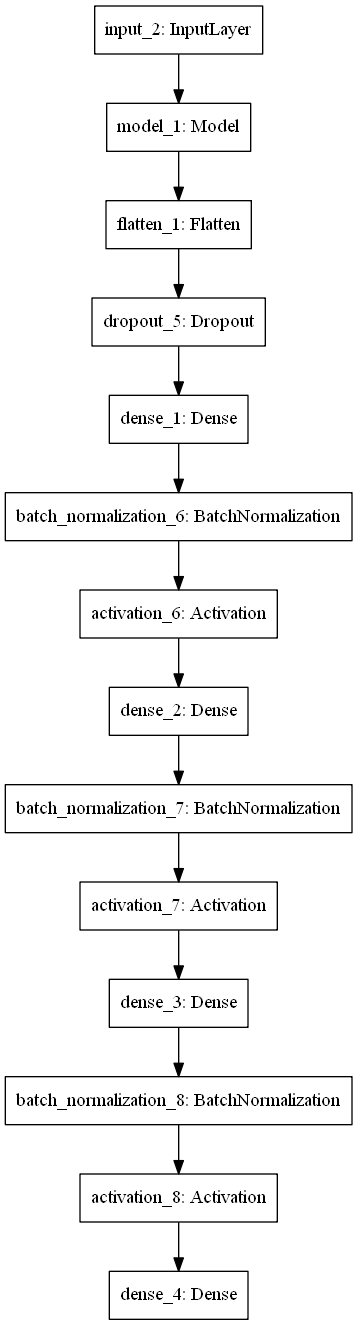 input_2: InputLayer
model_1: Model
flatten_1: Flatten
dropout_5: Dropout
dense_1: Dense
batch_normalization_6: BatchNormalization
activation_6: Activation
dense_2: Dense
batch_normalization_7: BatchNormalization
activation_7: Activation
dense_3: Dense
batch_normalization_8: BatchNormalization
activation_8: Activation
dense_4: Dense